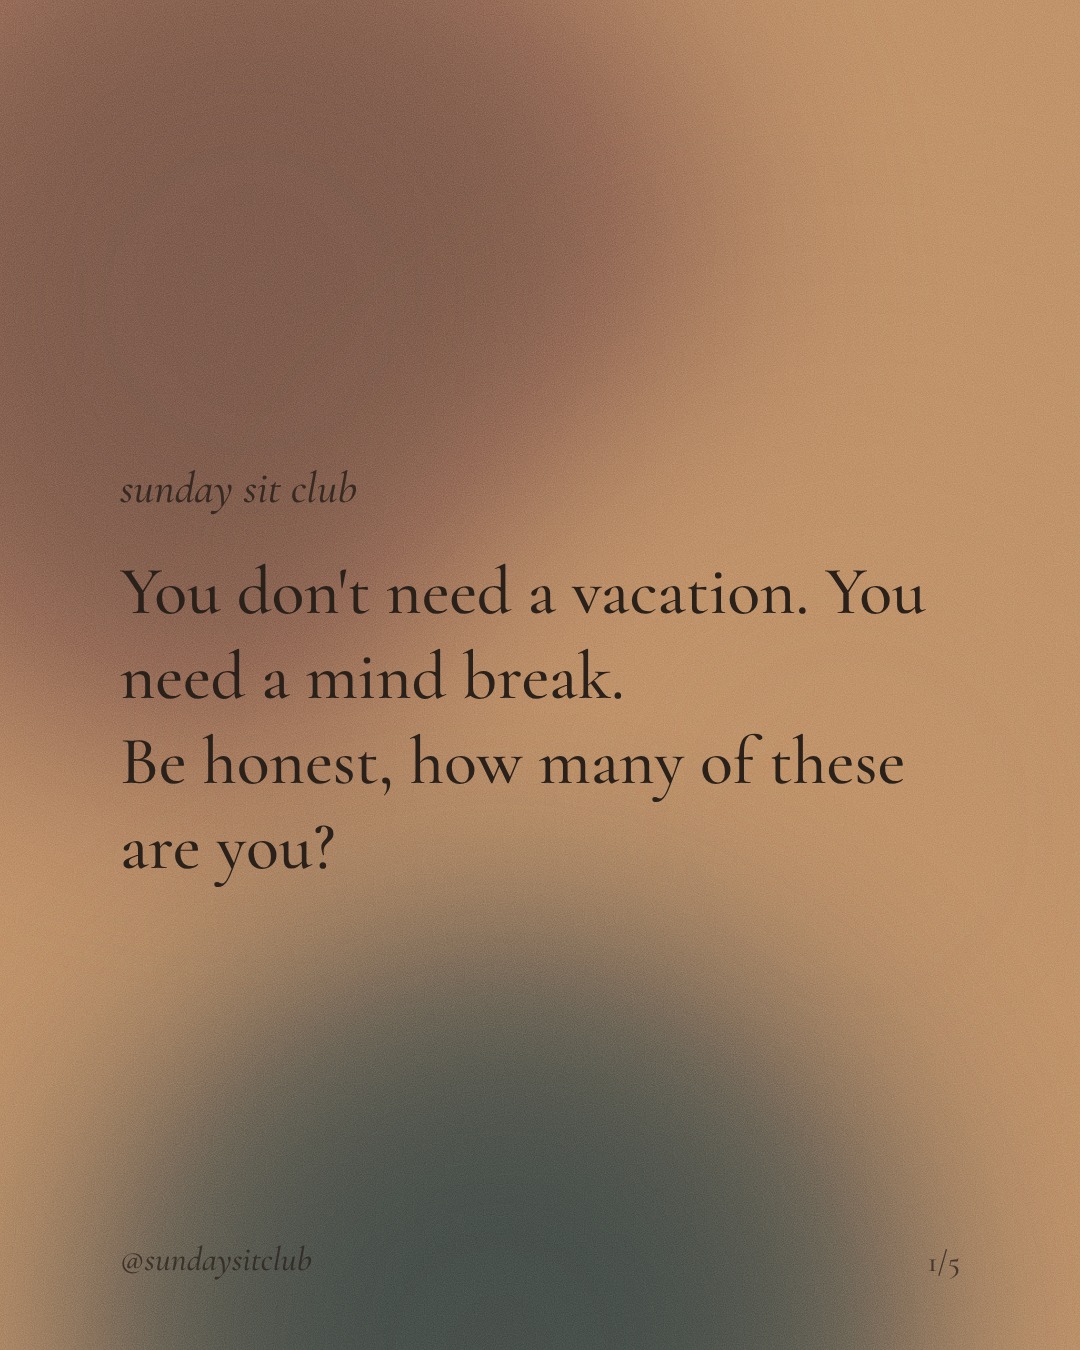 sunday sit club
You don't need a vacation. You
need a mind break.
Be honest, how many of these
are you?
@sundaysitclub
1/5